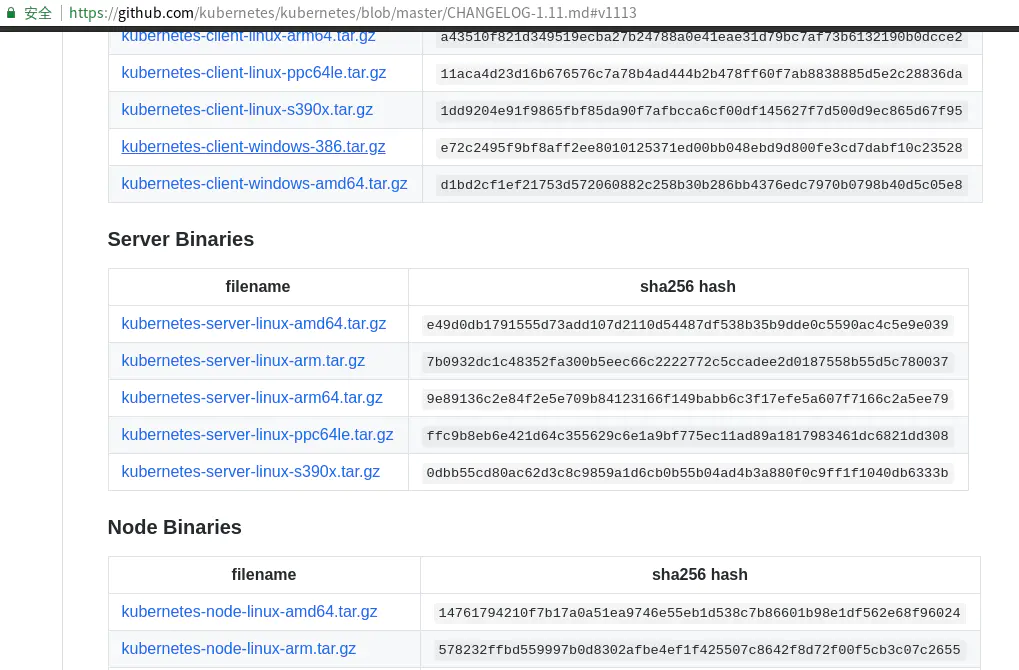 安全 https://github.com/kubernetes/kubernetes/blob/master/CHANGELOG-1.11.md#v1113
kubernetes-client-linux-arm64.tar.gz a43510f821d349519ecba27b24788a0e41eae31d79bc7af73b6132190b0dcce2
kubernetes-client-linux-ppc64le.tar.gz 11aca4d23d16b676576c7a78b4ad444b2b478ff60f7ab8838885d5e2c28836da
kubernetes-client-linux-s390x.tar.gz 1dd9204e91f9865fbf85da90f7afbcca6cf00df145627f7d500d9ec865d67f95
kubernetes-client-windows-386.tar.gz e72c2495f9bf8aff2ee8010125371ed00bb048ebd9d800fe3cd7dabf10c23528
kubernetes-client-windows-amd64.tar.gz d1bd2cf1ef21753d572060882c258b30b286bb4376edc7970b0798b40d5c05e8
Server Binaries
filename sha256 hash
kubernetes-server-linux-amd64.tar.gz e49d0db1791555d73add107d2110d54487df538b35b9dde0c5590ac4c5e9e039
kubernetes-server-linux-arm.tar.gz 7b0932dc1c48352fa300b5eec66c2222772c5ccadee2d0187558b55d5c780037
kubernetes-server-linux-arm64.tar.gz 9e89136c2e84f2e5e709b84123166f149babb6c3f17efe5a607f7166c2a5ee79
kubernetes-server-linux-ppc64le.tar.gz ffc9b8eb6e421d64c355629c6e1a9bf775ec11ad89a1817983461dc6821dd308
kubernetes-server-linux-s390x.tar.gz 0dbb55cd80ac62d3c8c9859a1d6cb0b55b04ad4b3a880f0c9ff1f1040db6333b
Node Binaries
filename sha256 hash
kubernetes-node-linux-amd64.tar.gz 14761794210f7b17a0a51ea9746e55eb1d538c7b86601b98e1df562e68f96024
kubernetes-node-linux-arm.tar.gz 578232ffbd559997b0d8302afbe4ef1f425507c8642f8d72f00f5cb3c07c2655